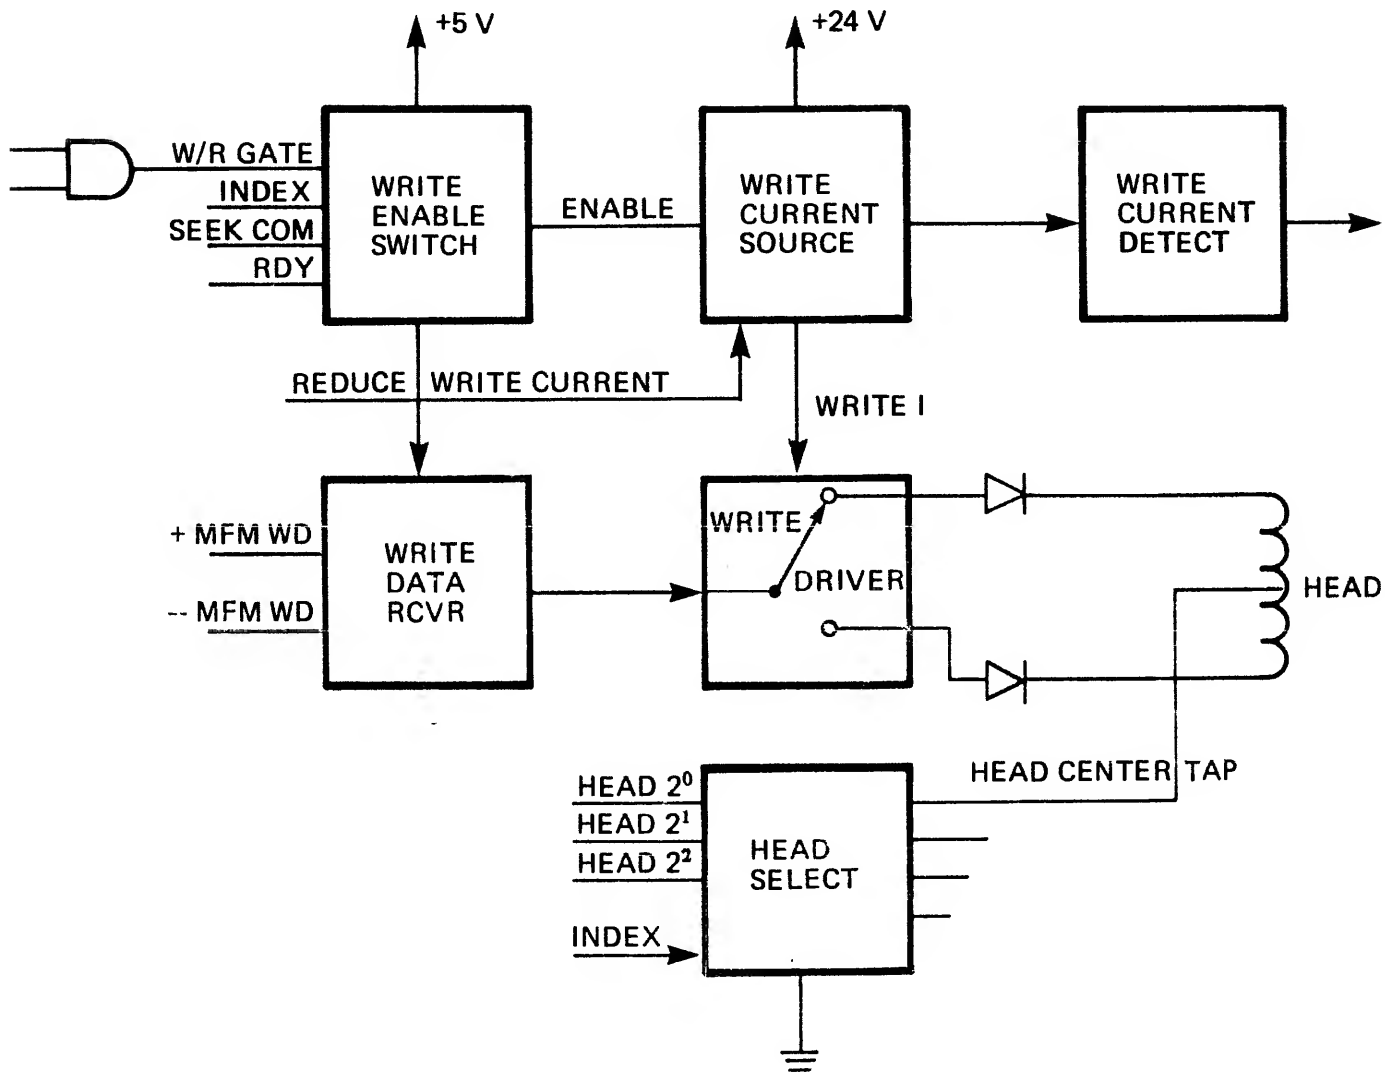 +5 V
+24 V
W/R GATE
INDEX
SEEK COM
RDY
WRITE
ENABLE
SWITCH
ENABLE
WRITE
CURRENT
SOURCE
WRITE
CURRENT
DETECT
REDUCE WRITE CURRENT
WRITE I
+ MFM WD
-- MFM WD
WRITE
DATA
RCVR
WRITE
DRIVER
HEAD
HEAD CENTER TAP
HEAD 2⁰
HEAD 2¹
HEAD 2²
INDEX
HEAD
SELECT